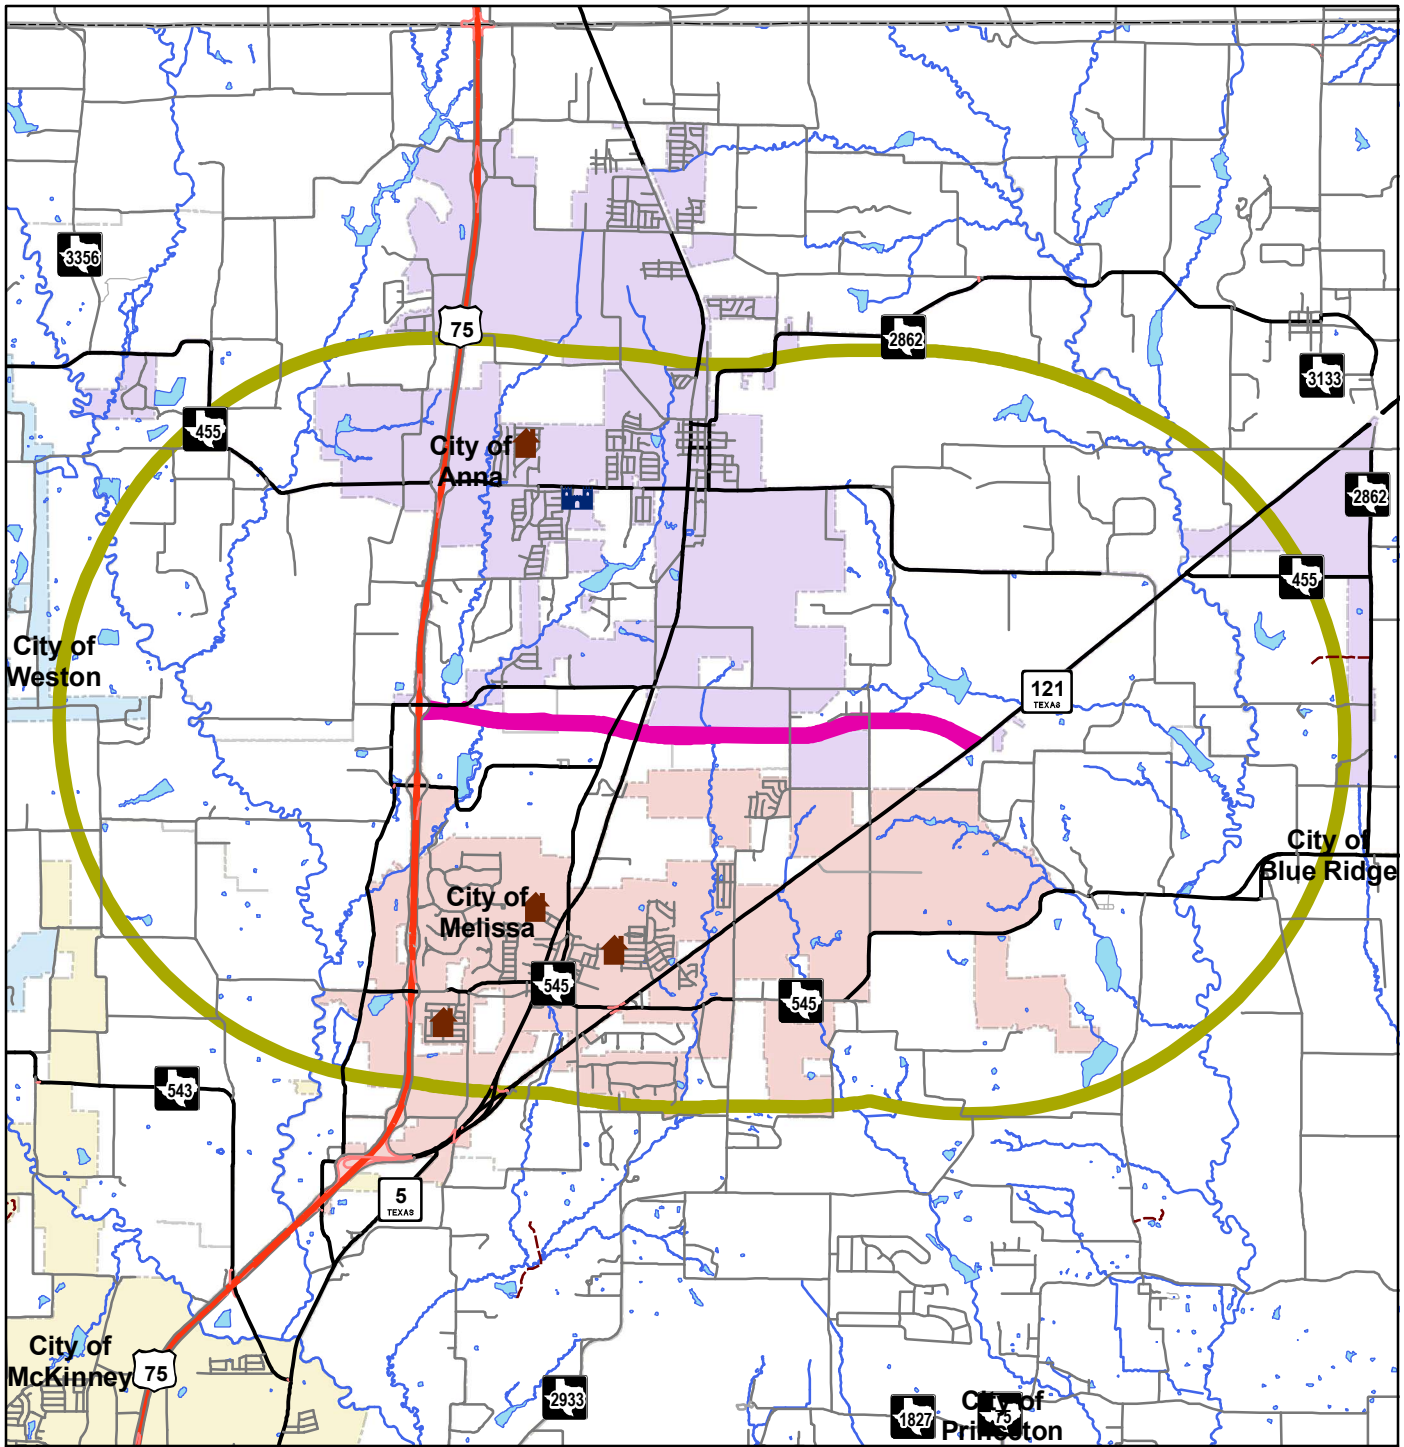 3356
75
2862
3133
455
City of
Anna
2862
455
City of
Weston
121
TEXAS
City of
Blue Ridge
City of
Melissa
545
545
543
5
TEXAS
City of
McKinney
75
2933
1827
75
City of
Princeton